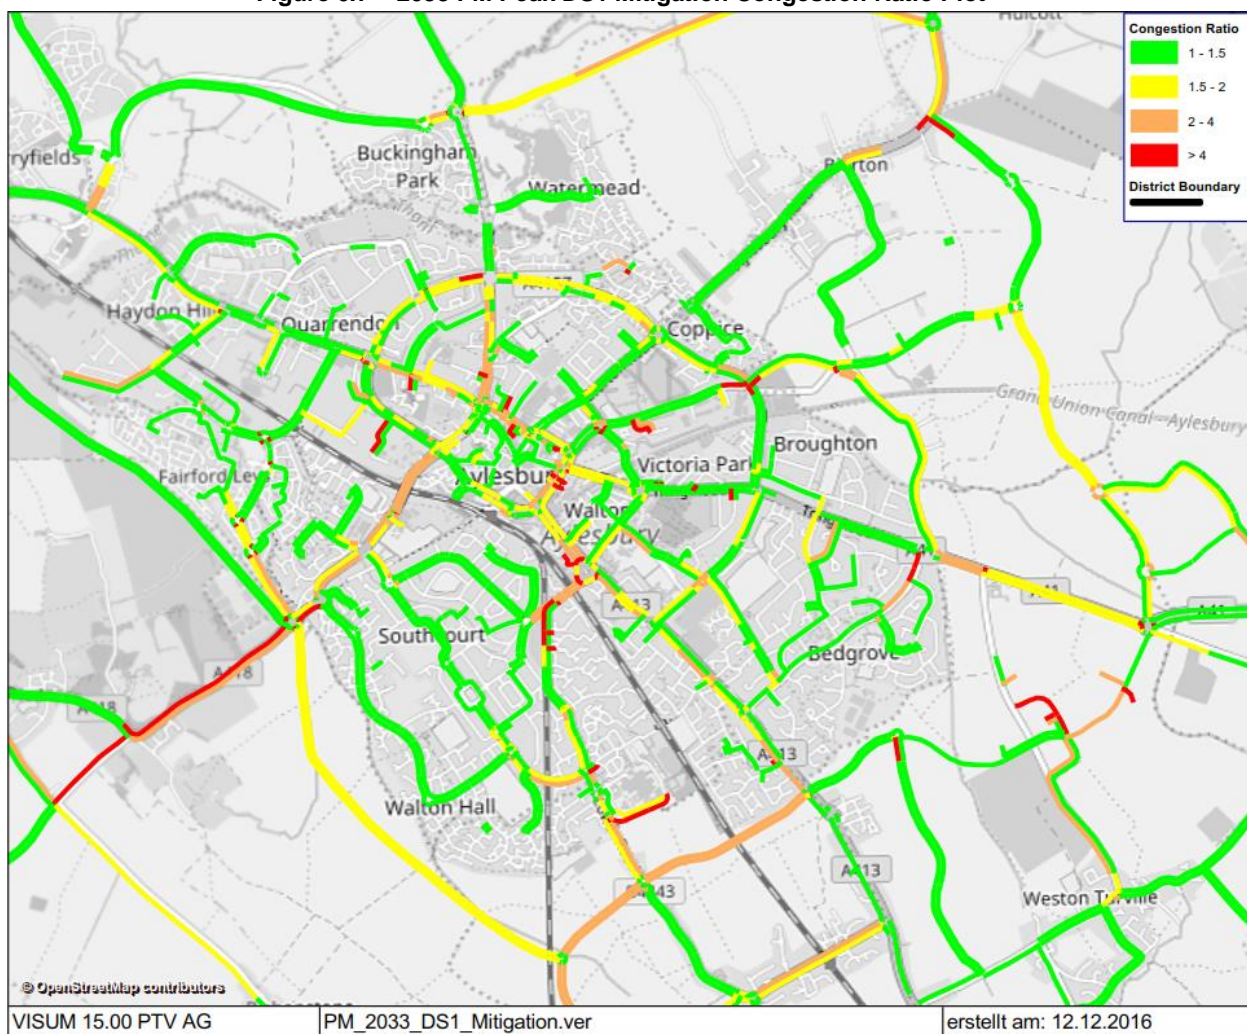 Hulcott
Congestion Ratio
1 - 1.5
1.5 - 2
2 - 4
> 4
District Boundary
Buckingham
Park
Watermead
Haydon Hill
Quarrendon
Coppice
Grand Union Canal - Aylesbury
Broughton
Victoria Park
Fairford Leys
Aylesbury
Walton
Aylesbury
A41
A413
Southcourt
Bedgrove
A418
A413
Walton Hall
A413
B4443
Weston Turville
© OpenStreetMap contributors
VISUM 15.00 PTV AG PM_2033_DS1_Mitigation.ver erstellt am: 12.12.2016